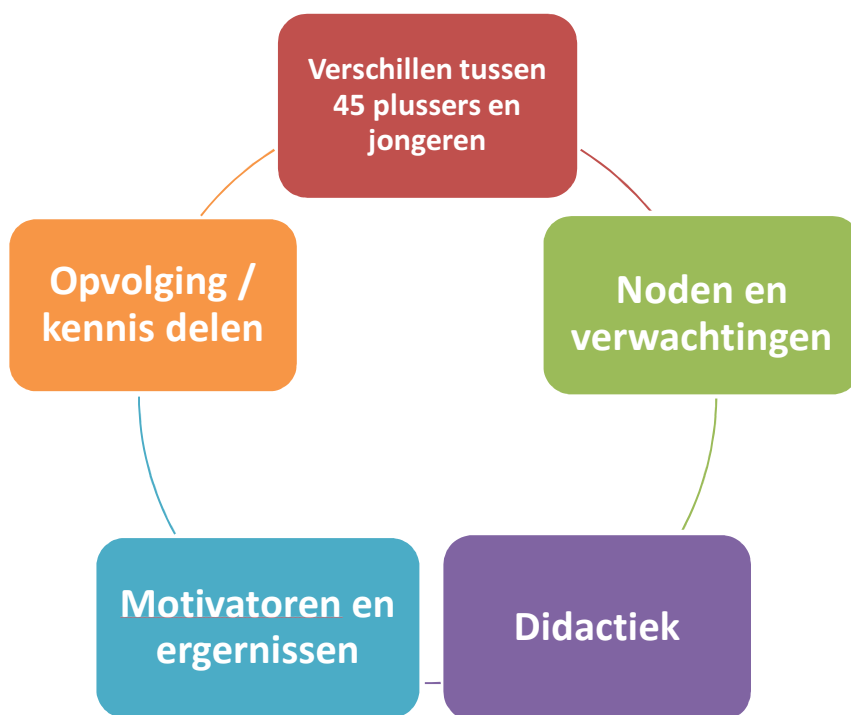 Verschillen tussen
45 plussers en
jongeren
Noden en
verwachtingen
Didactiek
Motivatoren en
ergernissen
Opvolging /
kennis delen